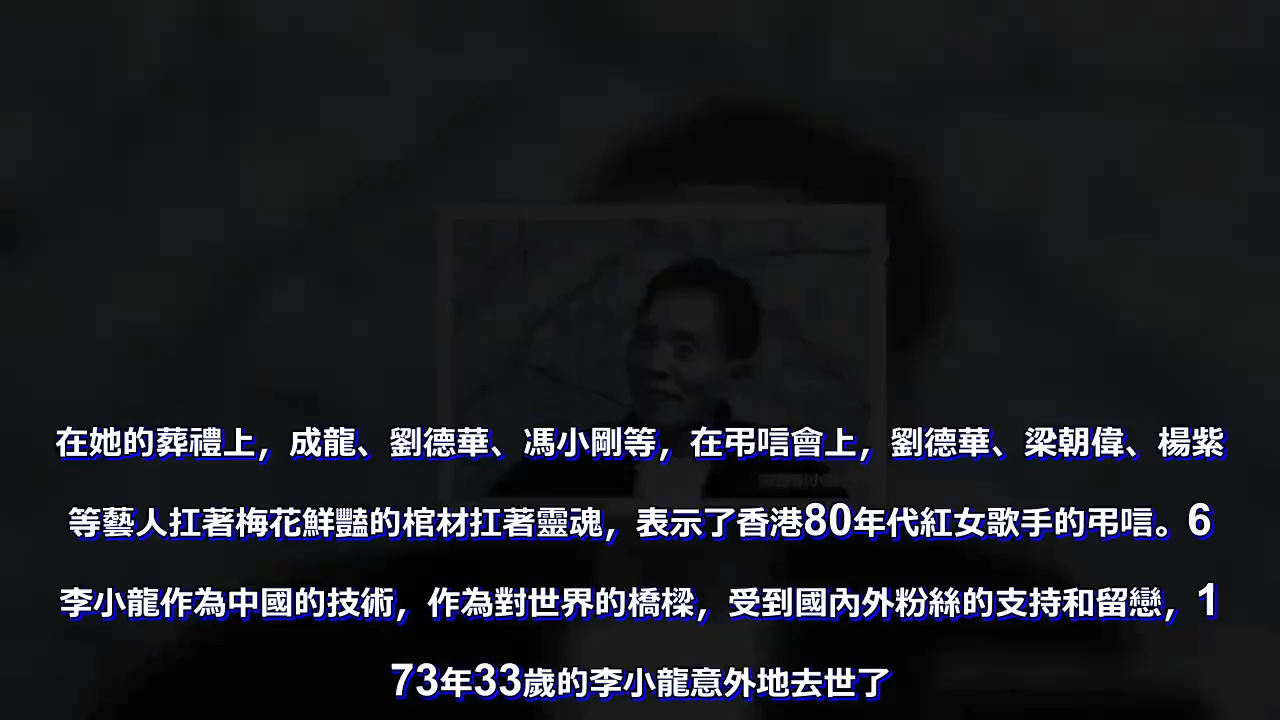 在她的葬禮上，成龍、劉德華、馮小剛等，在弔唁會上，劉德華、梁朝偉、楊紫
等藝人扛著梅花鮮豔的棺材扛著靈魂，表示了香港80年代紅女歌手的弔唁。6
李小龍作為中國的技術，作為對世界的橋樑，受到國內外粉絲的支持和留戀，1
73年33歲的李小龍意外地去世了